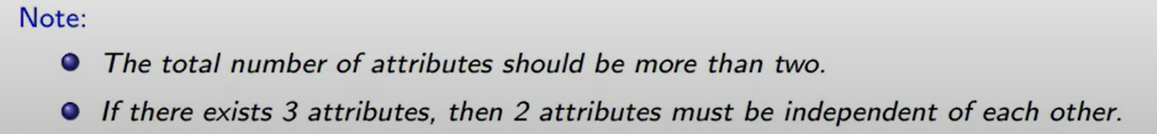 Note:
The total number of attributes should be more than two.
If there exists 3 attributes, then 2 attributes must be independent of each other.